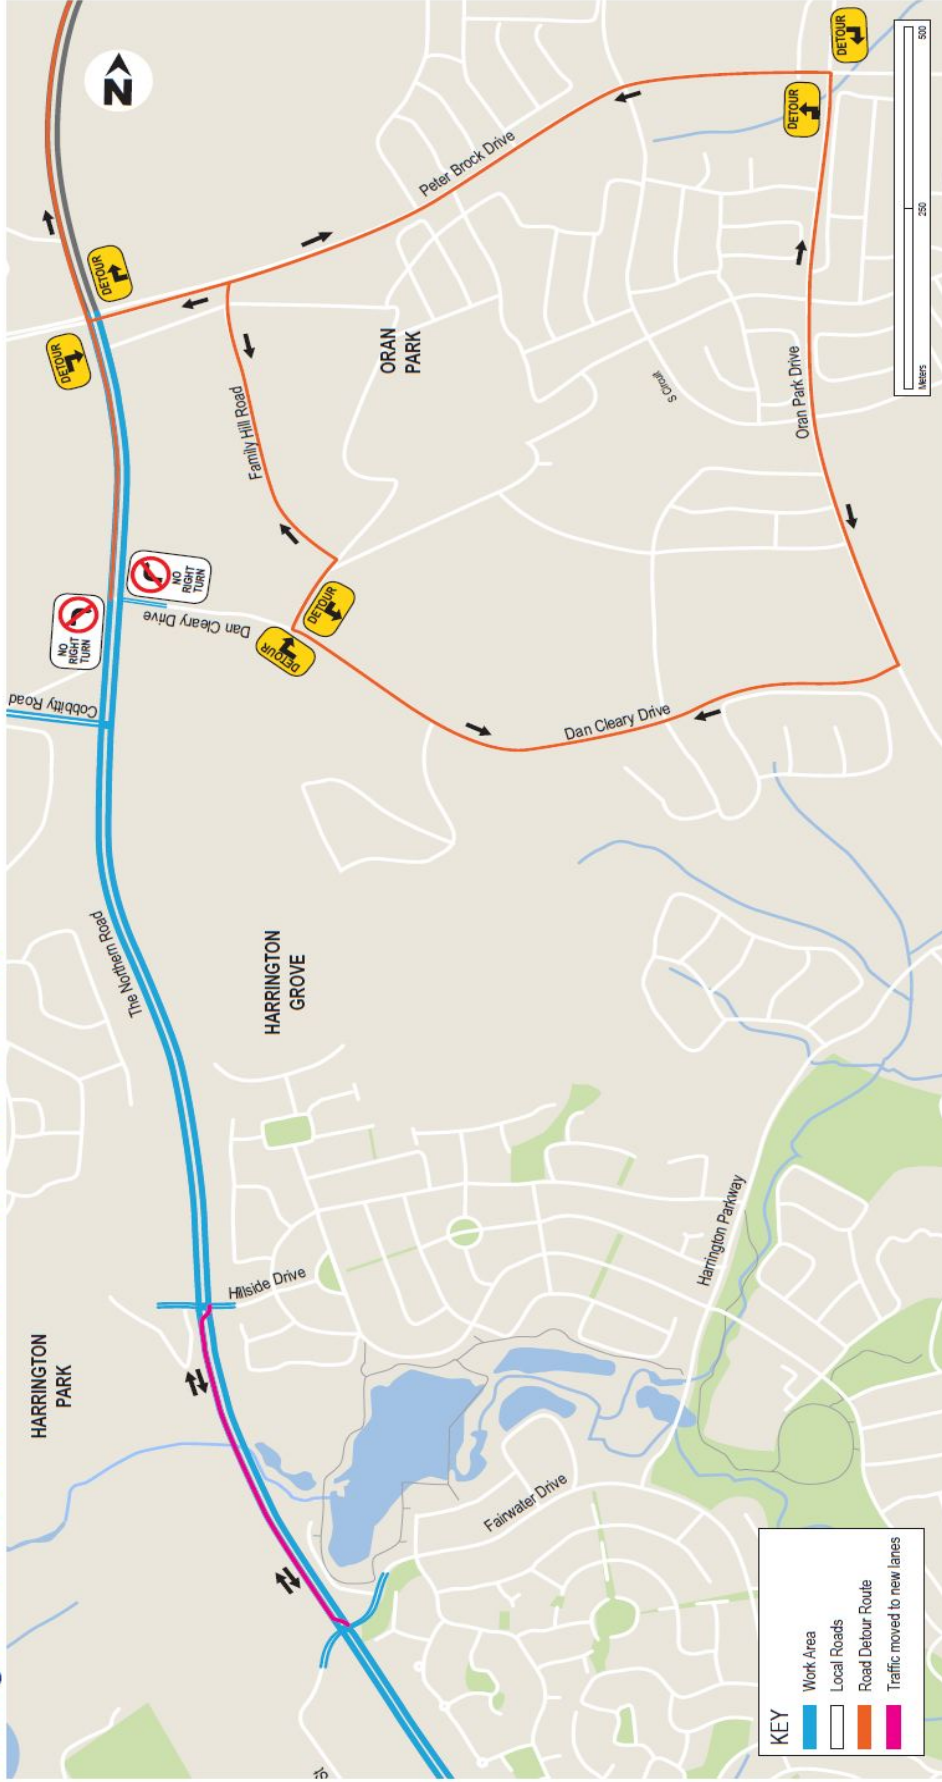 N
DETOUR
DETOUR
DETOUR
DETOUR
500
250
Meters
Peter Brock Drive
ORAN
PARK
Family Hill Road
S Circuit
Oran Park Drive
NO
RIGHT
TURN
NO
RIGHT
TURN
Dan Cleary Drive
DETOUR
DETOUR
Cobbitty Road
Dan Cleary Drive
The Northern Road
HARRINGTON
GROVE
Harrington Parkway
Hillside Drive
HARRINGTON
PARK
Fairwater Drive
KEY
Work Area
Local Roads
Road Detour Route
Traffic moved to new lanes